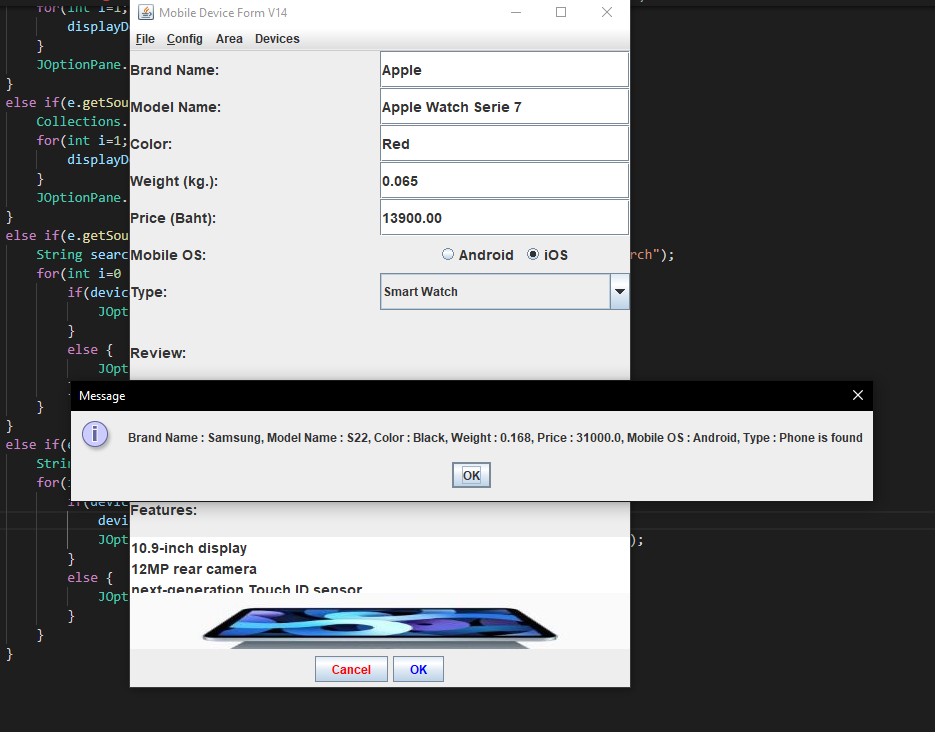 for(int i=1;
displayD
}
JOptionPane.
}
else if(e.getSou
Collections.
for(int i=1;
displayD
}
JOptionPane.
}
else if(e.getSou
String searc
rch");
for(int i=0
if(devic
JOpt
}
else {
JOpt
}
}
else if(e
Strin
for(i
if(devic
devi
JOpt
);
}
else {
JOpt
}
}
}
Mobile Device Form V14
File Config Area Devices
Brand Name: Apple
Model Name: Apple Watch Serie 7
Color: Red
Weight (kg.): 0.065
Price (Baht): 13900.00
Mobile OS: Android iOS
Type: Smart Watch
Review:
Message
Brand Name : Samsung, Model Name : S22, Color : Black, Weight : 0.168, Price : 31000.0, Mobile OS : Android, Type : Phone is found
OK
Features:
10.9-inch display
12MP rear camera
next-generation Touch ID sensor
Cancel OK